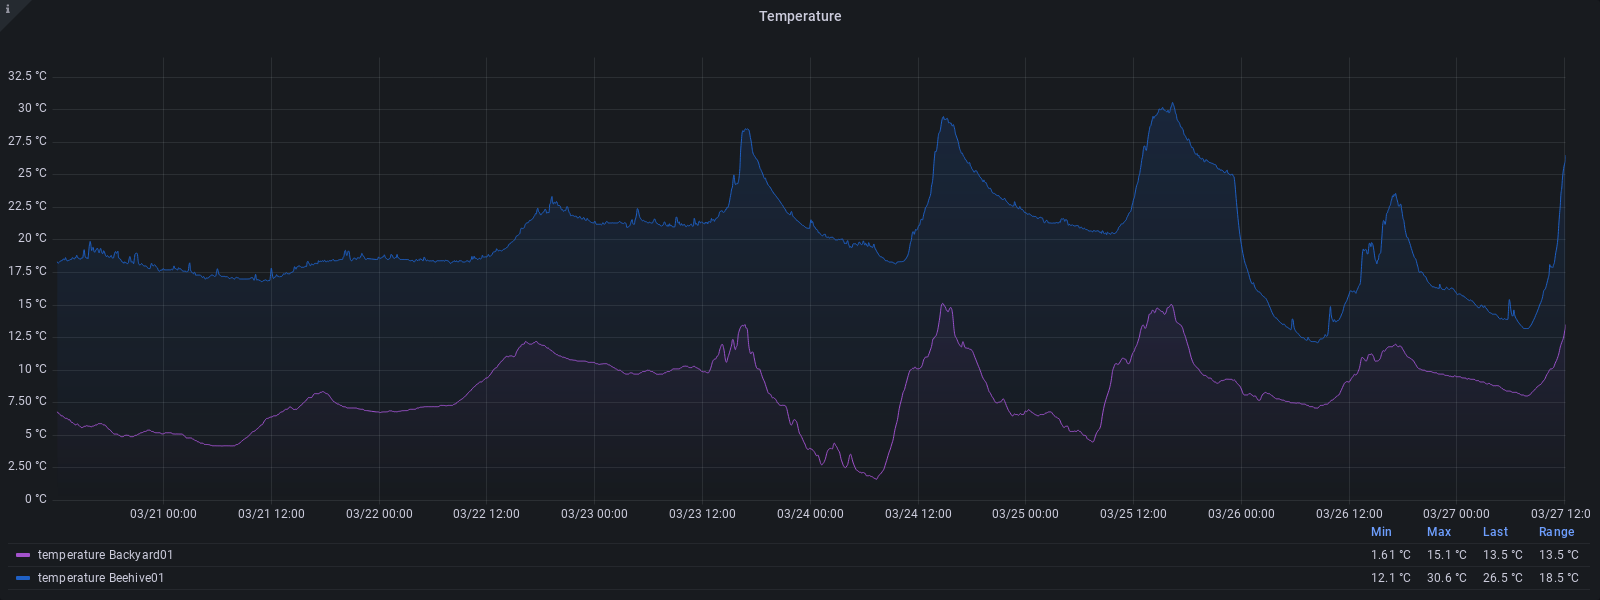 i
Temperature
32.5 °C
30 °C
27.5 °C
25 °C
22.5 °C
20 °C
17.5 °C
15 °C
12.5 °C
10 °C
7.50 °C
5 °C
2.50 °C
0 °C
03/21 00:00 03/21 12:00 03/22 00:00 03/22 12:00 03/23 00:00 03/23 12:00 03/24 00:00 03/24 12:00 03/25 00:00 03/25 12:00 03/26 00:00 03/26 12:00 03/27 00:00 03/27 12:0
Min Max Last Range
temperature Backyard01 1.61 °C 15.1 °C 13.5 °C 13.5 °C
temperature Beehive01 12.1 °C 30.6 °C 26.5 °C 18.5 °C